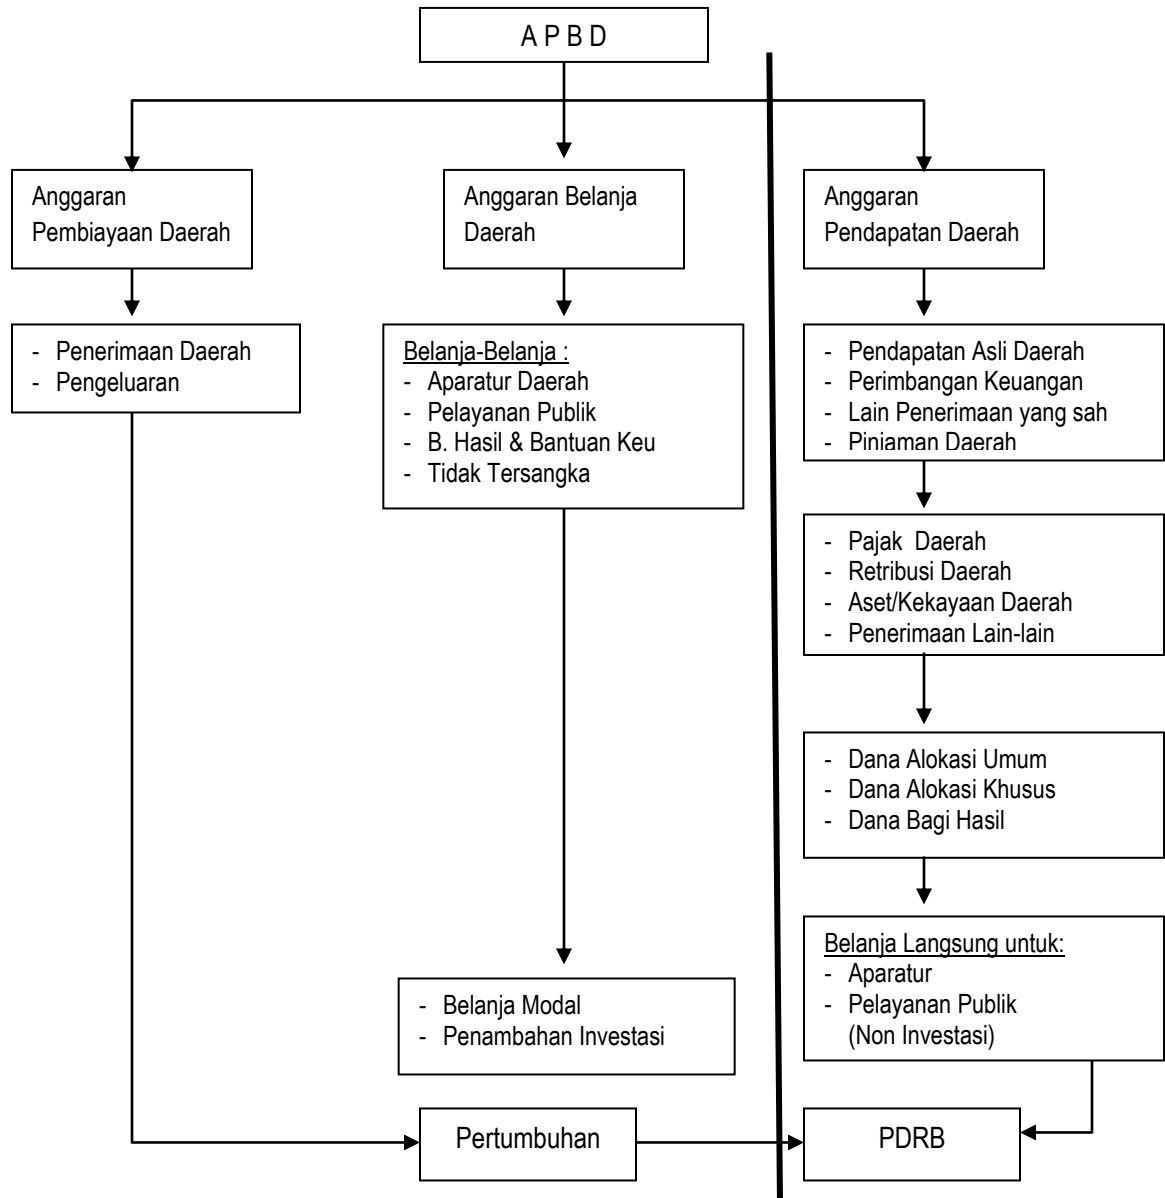 A P B D
Anggaran
Pembiayaan Daerah
Anggaran Belanja
Daerah
Anggaran
Pendapatan Daerah
- Penerimaan Daerah
- Pengeluaran
Belanja-Belanja :
- Aparatur Daerah
- Pelayanan Publik
- B. Hasil & Bantuan Keu
- Tidak Tersangka
- Pendapatan Asli Daerah
- Perimbangan Keuangan
- Lain Penerimaan yang sah
- Pinjaman Daerah
- Pajak Daerah
- Retribusi Daerah
- Aset/Kekayaan Daerah
- Penerimaan Lain-lain
- Dana Alokasi Umum
- Dana Alokasi Khusus
- Dana Bagi Hasil
Belanja Langsung untuk:
- Aparatur
- Pelayanan Publik
(Non Investasi)
- Belanja Modal
- Penambahan Investasi
Pertumbuhan
PDRB